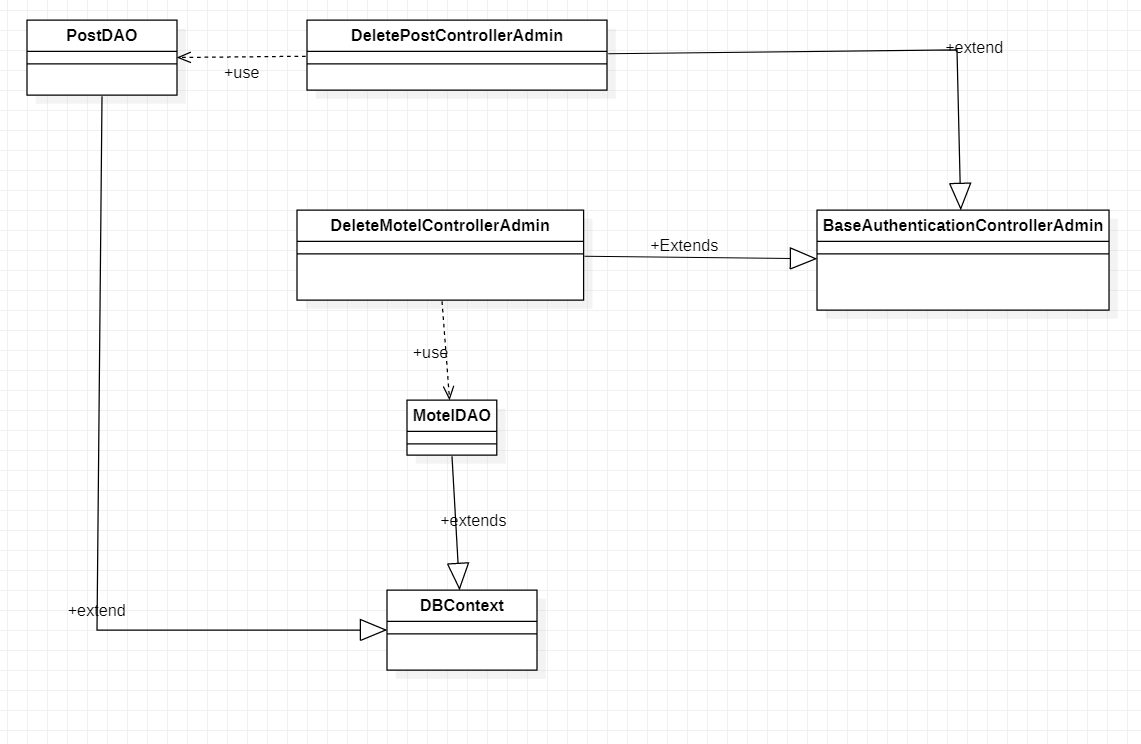 PostDAO
DeletePostControllerAdmin
+extend
+use
DeleteMotelControllerAdmin
BaseAuthenticationControllerAdmin
+Extends
+use
MotelDAO
+extends
DBContext
+extend